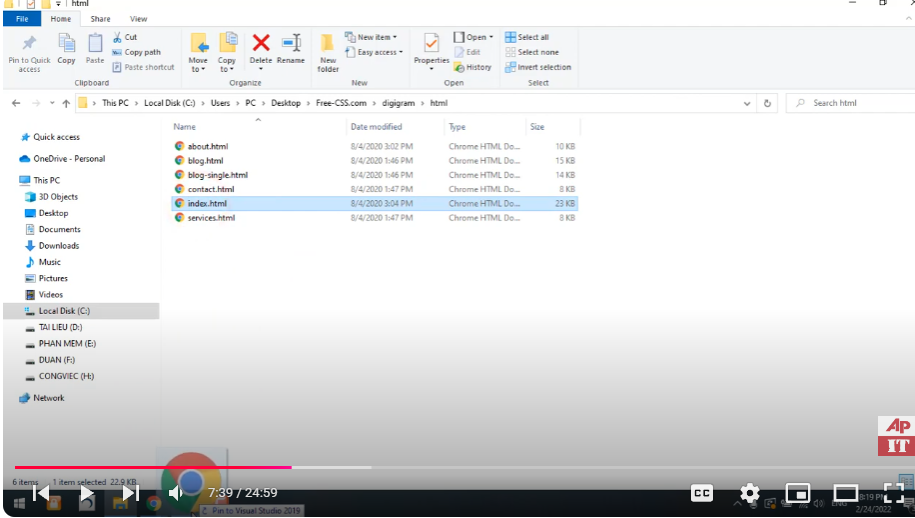 html
File Home Share View
Pin to Quick access
Copy
Paste
Cut
Copy path
Paste shortcut
Clipboard
Move to
Copy to
Delete
Rename
Organize
New folder
New item
Easy access
New
Properties
Open
Edit
History
Open
Select all
Select none
Invert selection
Select
This PC > Local Disk (C:) > Users > PC > Desktop > Free-CSS.com > digigram > html
Search html
Name Date modified Type Size
Quick access
OneDrive - Personal
This PC
3D Objects
Desktop
Documents
Downloads
Music
Pictures
Videos
Local Disk (C:)
TAI LIEU (D:)
PHAN MEM (E:)
DUAN (F:)
CONGVIEC (H:)
Network
about.html 8/4/2020 3:02 PM Chrome HTML Do... 10 KB
blog.html 8/4/2020 1:46 PM Chrome HTML Do... 15 KB
blog-single.html 8/4/2020 1:46 PM Chrome HTML Do... 14 KB
contact.html 8/4/2020 1:47 PM Chrome HTML Do... 8 KB
index.html 8/4/2020 3:04 PM Chrome HTML Do... 23 KB
services.html 8/4/2020 1:47 PM Chrome HTML Do... 8 KB
AP
IT
6 items 1 item selected 22.9 KB
7:39 / 24:59
CC
Pin to Visual Studio 2019
ENG
8:19 PM
2/24/2022